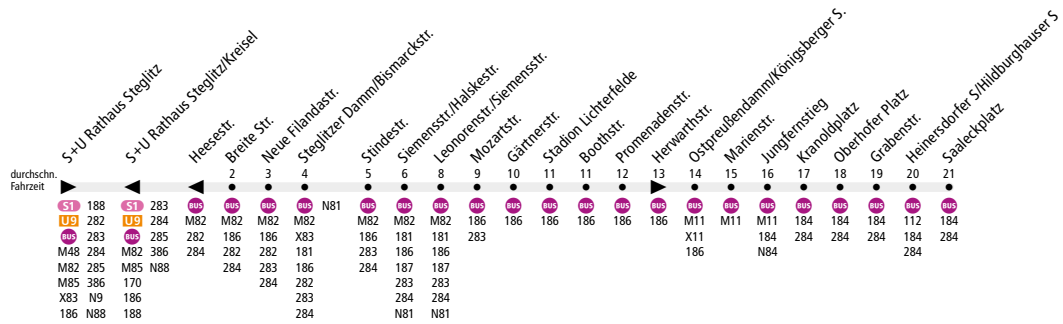 S+U Rathaus Steglitz
S+U Rathaus Steglitz/Kreisel
Heesestr.
Breite Str.
Neue Filandastr.
Steglitzer Damm/Bismarckstr.
Stindestr.
Siemensstr./Halskestr.
Leonorenstr./Siemensstr.
Mozartstr.
Gärtnerstr.
Stadion Lichterfelde
Boothstr.
Promenadenstr.
Herwarthstr.
Ostpreußendamm/Königsberger S.
Marienstr.
Jungfernstieg
Kranoldplatz
Oberhofer Platz
Grabenstr.
Heinersdorfer S/Hildburghauser S
Saaleckplatz
durchschn. 2 3 4 5 6 8 9 10 11 11 12 13 14 15 16 17 18 19 20 21
Fahrzeit
S1 188 S1 283 BUS BUS BUS BUS N81 BUS BUS BUS BUS BUS BUS BUS BUS BUS BUS BUS BUS BUS BUS BUS BUS BUS
U9 282 U9 284 M82 M82 M82 M82 M82 M82 M82 186 186 186 186 186 186 M11 M11 M11 184 184 184 112 184
BUS 283 BUS 285 282 186 186 X83 186 181 181 283 X11 184 284 284 284 184 284
M48 284 M82 386 284 282 282 181 283 186 186 186 N84 284
M82 285 M85 N88 284 283 186 284 187 187
M85 386 170 284 282 283 283
X83 N9 186 283 284 284
186 N88 188 284 N81 N81